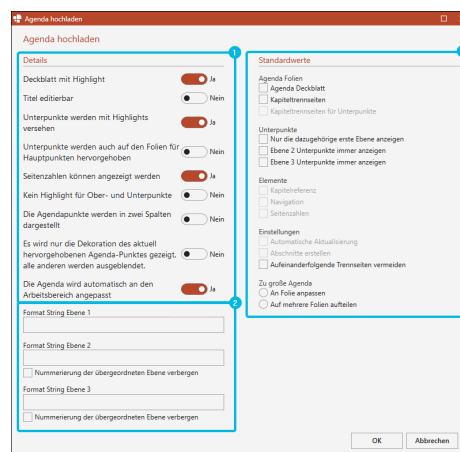 Agenda hochladen
Agenda hochladen
1
Details
Deckblatt mit Highlight Ja
Titel editierbar Nein
Unterpunkte werden mit Highlights
versehen Ja
Unterpunkte werden auch auf den Folien für
Hauptpunkten hervorgehoben Nein
Seitenzahlen können angezeigt werden Ja
Kein Highlight für Ober- und Unterpunkte Nein
Die Agendapunkte werden in zwei Spalten
dargestellt Nein
Es wird nur die Dekoration des aktuell
hervorgehobenen Agenda-Punktes gezeigt,
alle anderen werden ausgeblendet. Nein
Die Agenda wird automatisch an den
Arbeitsbereich angepasst Ja
2
Format String Ebene 1
Format String Ebene 2
Nummerierung der übergeordneten Ebene verbergen
Format String Ebene 3
Nummerierung der übergeordneten Ebene verbergen
Standardwerte
Agenda Folien
Agenda Deckblatt
Kapiteltrennseiten
Kapiteltrennseiten für Unterpunkte
Unterpunkte
Nur die dazugehörige erste Ebene anzeigen
Ebene 2 Unterpunkte immer anzeigen
Ebene 3 Unterpunkte immer anzeigen
Elemente
Kapitelreferenz
Navigation
Seitenzahlen
Einstellungen
Automatische Aktualisierung
Abschnitte erstellen
Aufeinanderfolgende Trennseiten vermeiden
Zu große Agenda
An Folie anpassen
Auf mehrere Folien aufteilen
OK Abbrechen